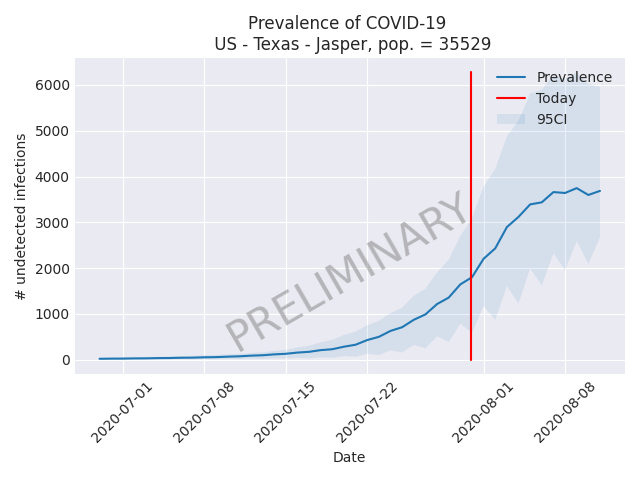 Prevalence of COVID-19
US - Texas - Jasper, pop. = 35529
# undetected infections
6000
5000
4000
3000
2000
1000
0
Prevalence
Today
95CI
PRELIMINARY
2020-07-01
2020-07-08
2020-07-15
2020-07-22
2020-08-01
2020-08-08
Date